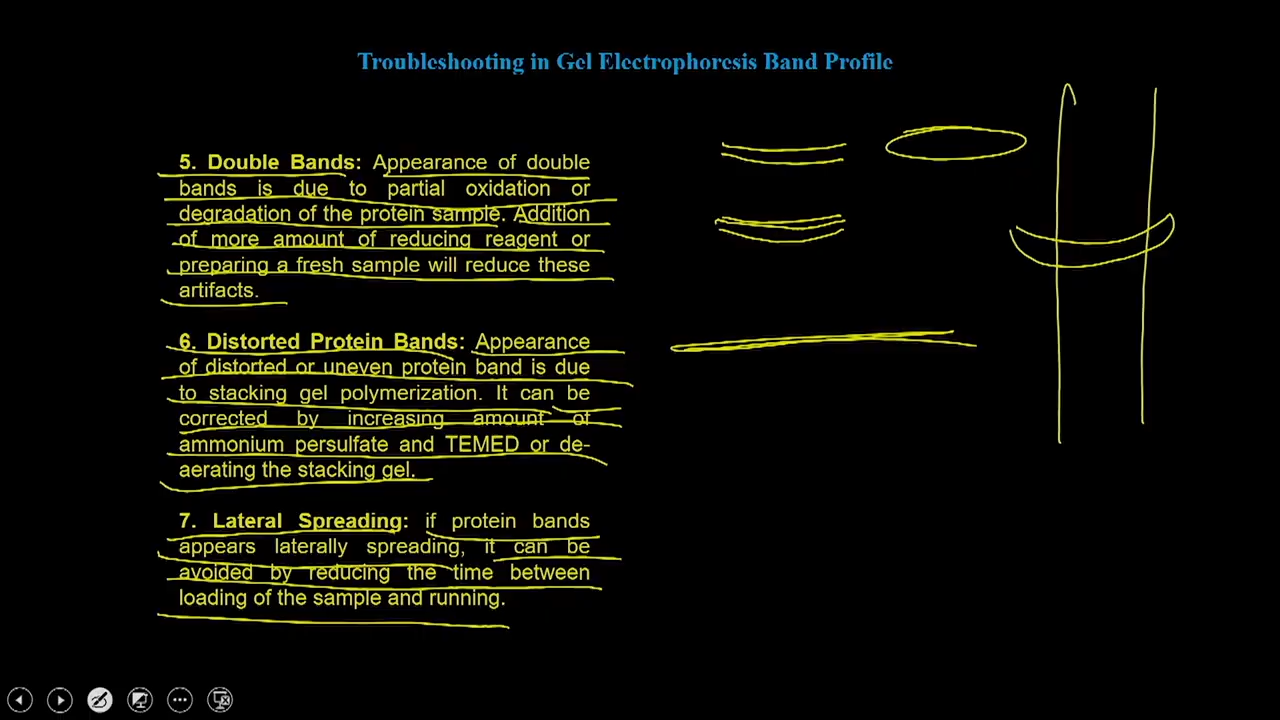 Troubleshooting in Gel Electrophoresis Band Profile
5. Double Bands: Appearance of double
bands is due to partial oxidation or
degradation of the protein sample. Addition
of more amount of reducing reagent or
preparing a fresh sample will reduce these
artifacts.
6. Distorted Protein Bands: Appearance
of distorted or uneven protein band is due
to stacking gel polymerization. It can be
corrected by increasing amount of
ammonium persulfate and TEMED or de-
aerating the stacking gel.
7. Lateral Spreading: if protein bands
appears laterally spreading, it can be
avoided by reducing the time between
loading of the sample and running.